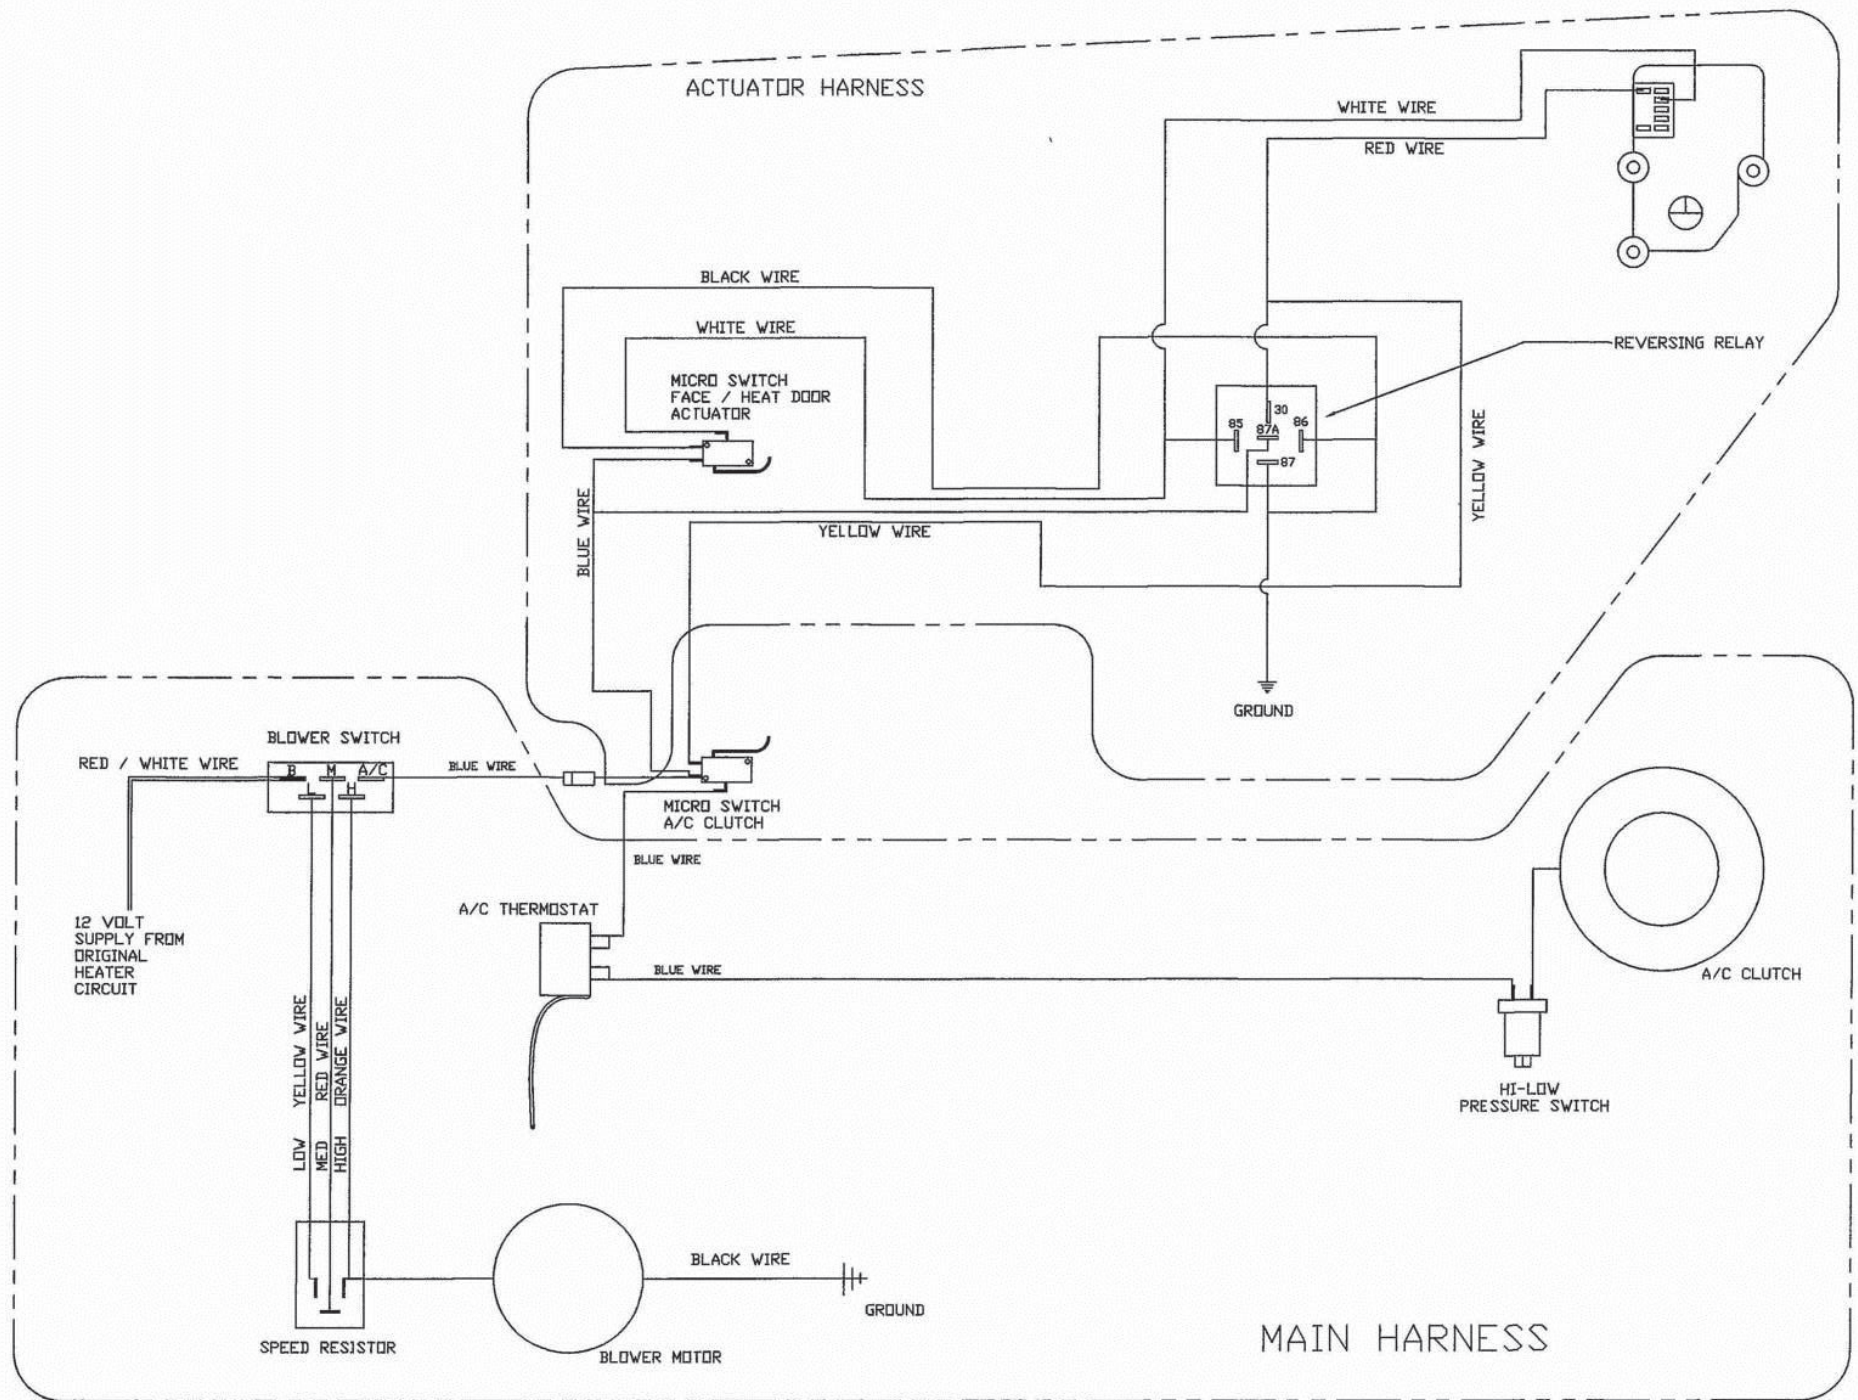 ACTUATOR HARNESS
WHITE WIRE
RED WIRE
BLACK WIRE
WHITE WIRE
REVERSING RELAY
MICRO SWITCH
FACE / HEAT DOOR
ACTUATOR
30
85
87A
86
87
YELLOW WIRE
BLUE WIRE
YELLOW WIRE
GROUND
BLOWER SWITCH
RED / WHITE WIRE
B
M
A/C
L
H
BLUE WIRE
MICRO SWITCH
A/C CLUTCH
BLUE WIRE
12 VOLT
SUPPLY FROM
ORIGINAL
HEATER
CIRCUIT
A/C THERMOSTAT
BLUE WIRE
A/C CLUTCH
LOW YELLOW WIRE
MED RED WIRE
HIGH ORANGE WIRE
HI-LOW
PRESSURE SWITCH
BLACK WIRE
GROUND
SPEED RESISTOR
BLOWER MOTOR
MAIN HARNESS